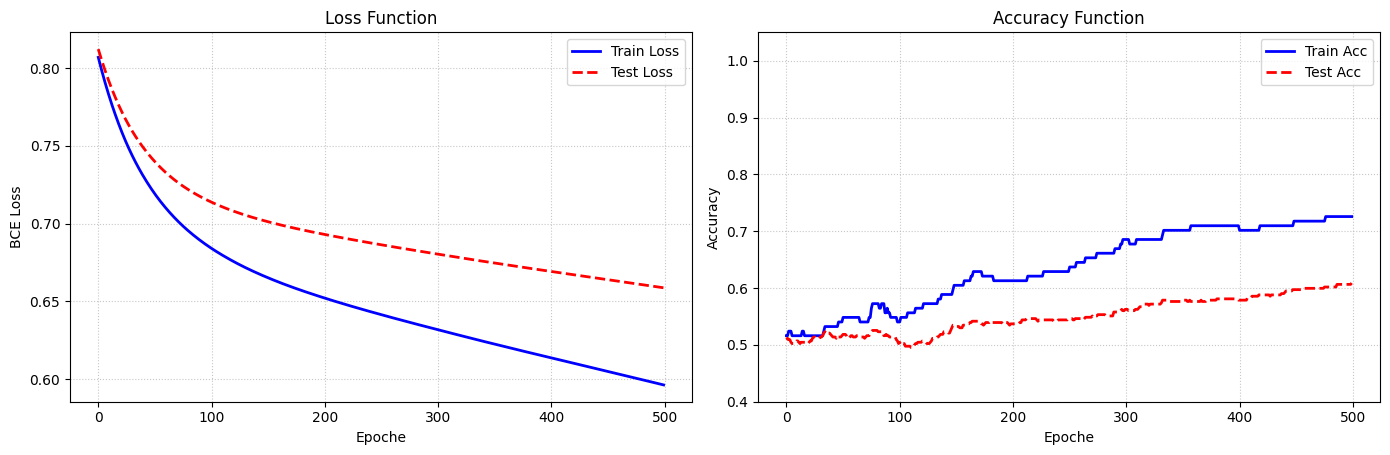 Loss Function
BCE Loss
0.80
0.75
0.70
0.65
0.60
0
100
200
300
400
500
Epoche
Train Loss
Test Loss
Accuracy Function
Accuracy
1.0
0.9
0.8
0.7
0.6
0.5
0.4
0
100
200
300
400
500
Epoche
Train Acc
Test Acc